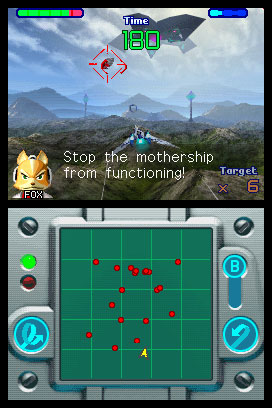 Time
180
Stop the mothership
from functioning!
Target
x 6
FOX
B